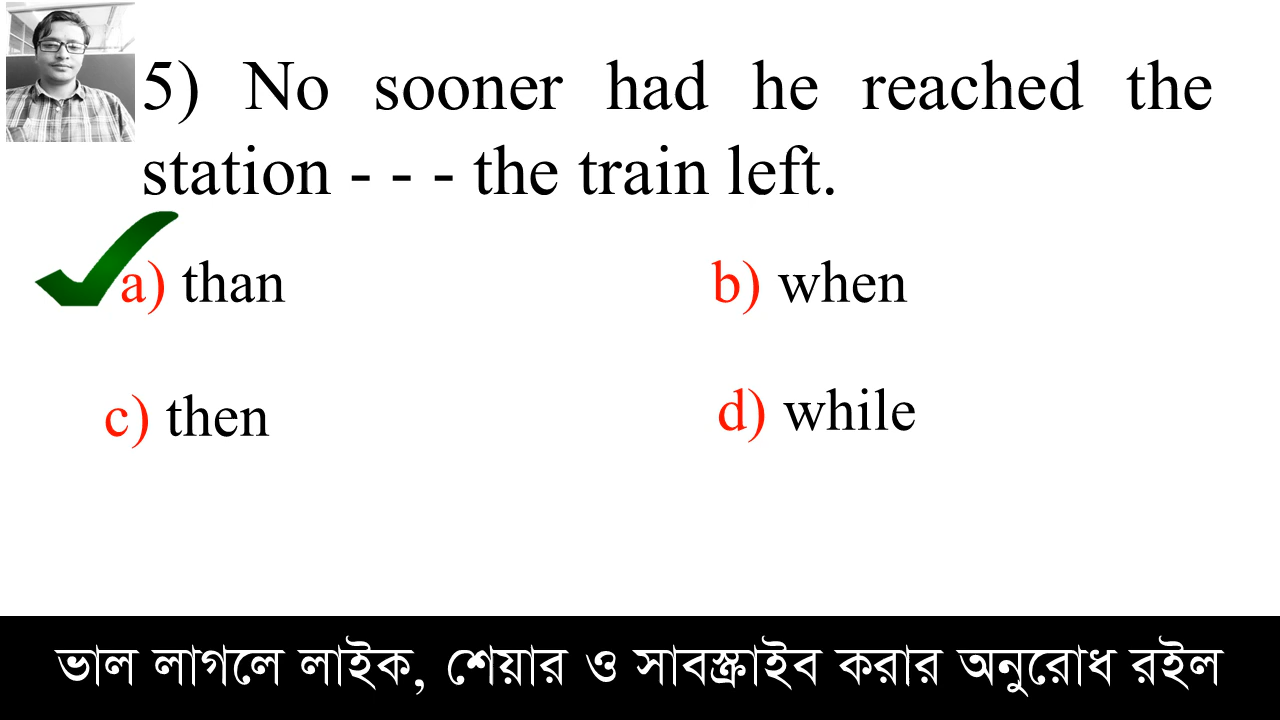 5) No sooner had he reached the
station - - - the train left.
a) than b) when
c) then d) while
ভাল লাগলে লাইক, শেয়ার ও সাবস্ক্রাইব করার অনুরোধ রইল